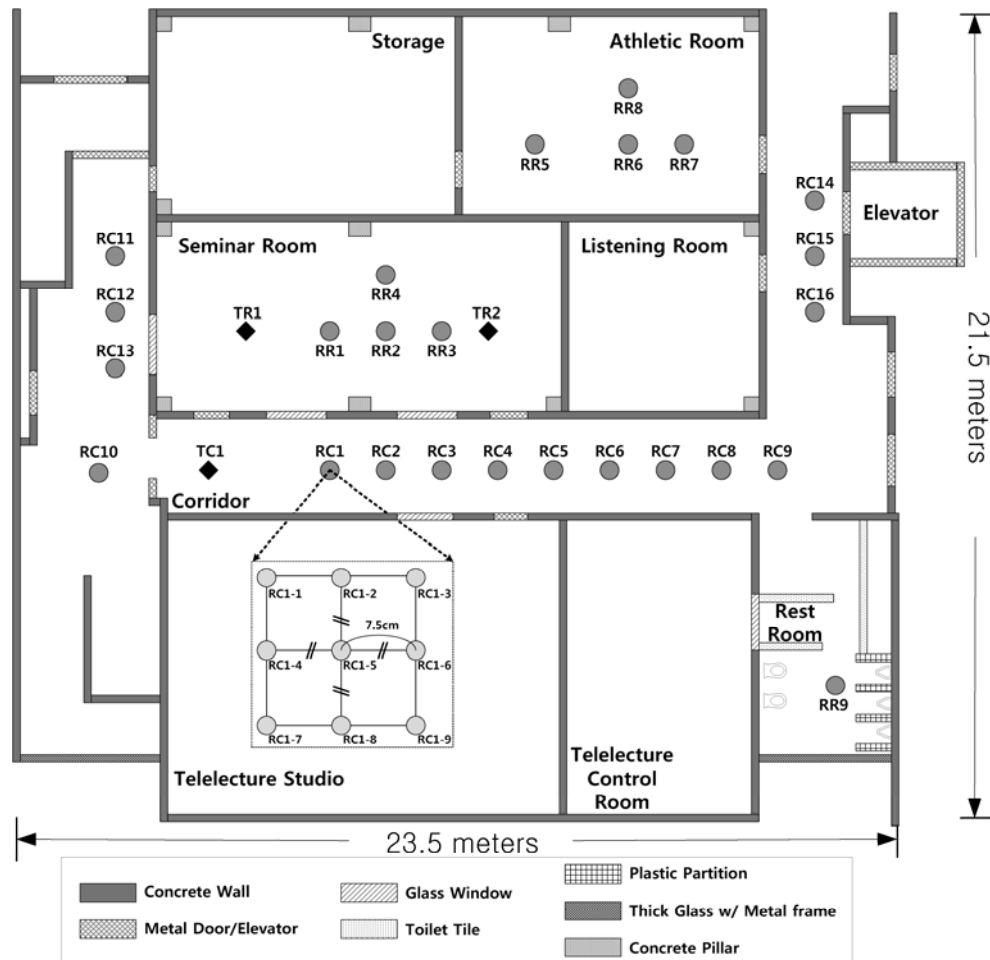 Storage
Athletic Room
RR8
RR5
RR6
RR7
RC14
Elevator
RC11
Seminar Room
Listening Room
RC15
RR4
RC12
RC16
TR1
TR2
RR1
RR2
RR3
RC13
21.5 meters
RC10
TC1
RC1
RC2
RC3
RC4
RC5
RC6
RC7
RC8
RC9
Corridor
RC1-1
RC1-2
RC1-3
7.5cm
RC1-4
RC1-5
RC1-6
RC1-7
RC1-8
RC1-9
Rest
Room
RR9
Telelecture Studio
Telelecture
Control
Room
23.5 meters
Concrete Wall
Glass Window
Plastic Partition
Metal Door/Elevator
Toilet Tile
Thick Glass w/ Metal frame
Concrete Pillar